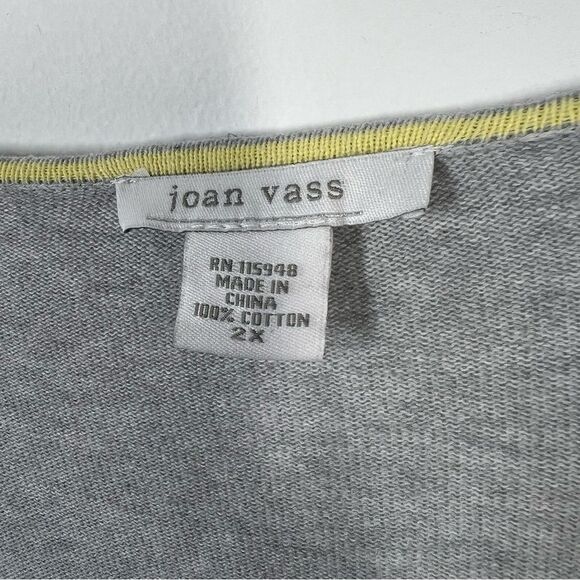 joan vass
RN 115948
MADE IN
CHINA
100% COTTON
2X